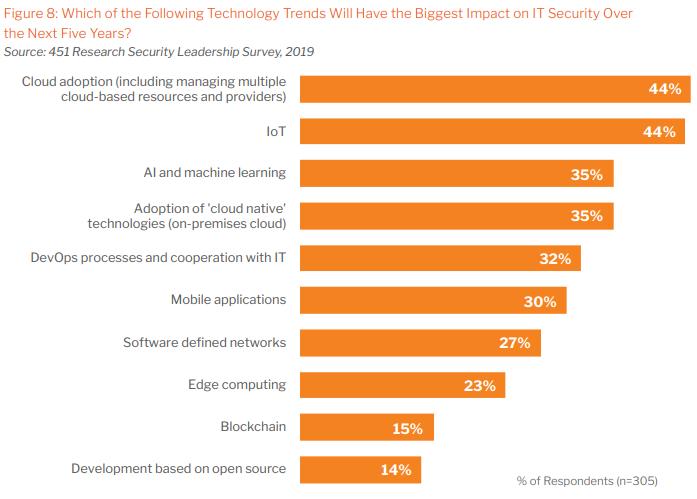 Figure 8: Which of the Following Technology Trends Will Have the Biggest Impact on IT Security Over
the Next Five Years?
Source: 451 Research Security Leadership Survey, 2019
Cloud adoption (including managing multiple
cloud-based resources and providers)
44%
IoT
44%
AI and machine learning
35%
Adoption of 'cloud native'
technologies (on-premises cloud)
35%
DevOps processes and cooperation with IT
32%
Mobile applications
30%
Software defined networks
27%
Edge computing
23%
Blockchain
15%
Development based on open source
14%
% of Respondents (n=305)